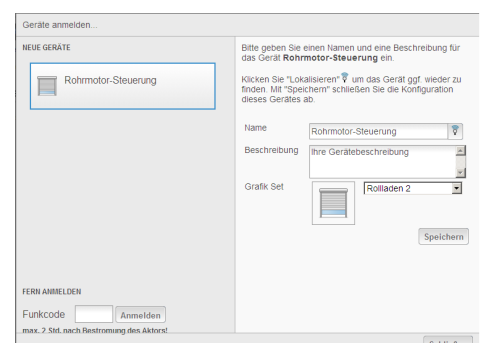 Geräte anmelden...
NEUE GERÄTE
Rohrmotor-Steuerung
Bitte geben Sie einen Namen und eine Beschreibung für
das Gerät Rohrmotor-Steuerung ein.
Klicken Sie "Lokalisieren" um das Gerät ggf. wieder zu
finden. Mit "Speichern" schließen Sie die Konfiguration
dieses Gerätes ab.
Name
Rohrmotor-Steuerung
Beschreibung
Ihre Gerätebeschreibung
Grafik Set
Rollladen 2
Speichern
FERN ANMELDEN
Funkcode
Anmelden
max. 2 Std. nach Bestromung des Aktors!